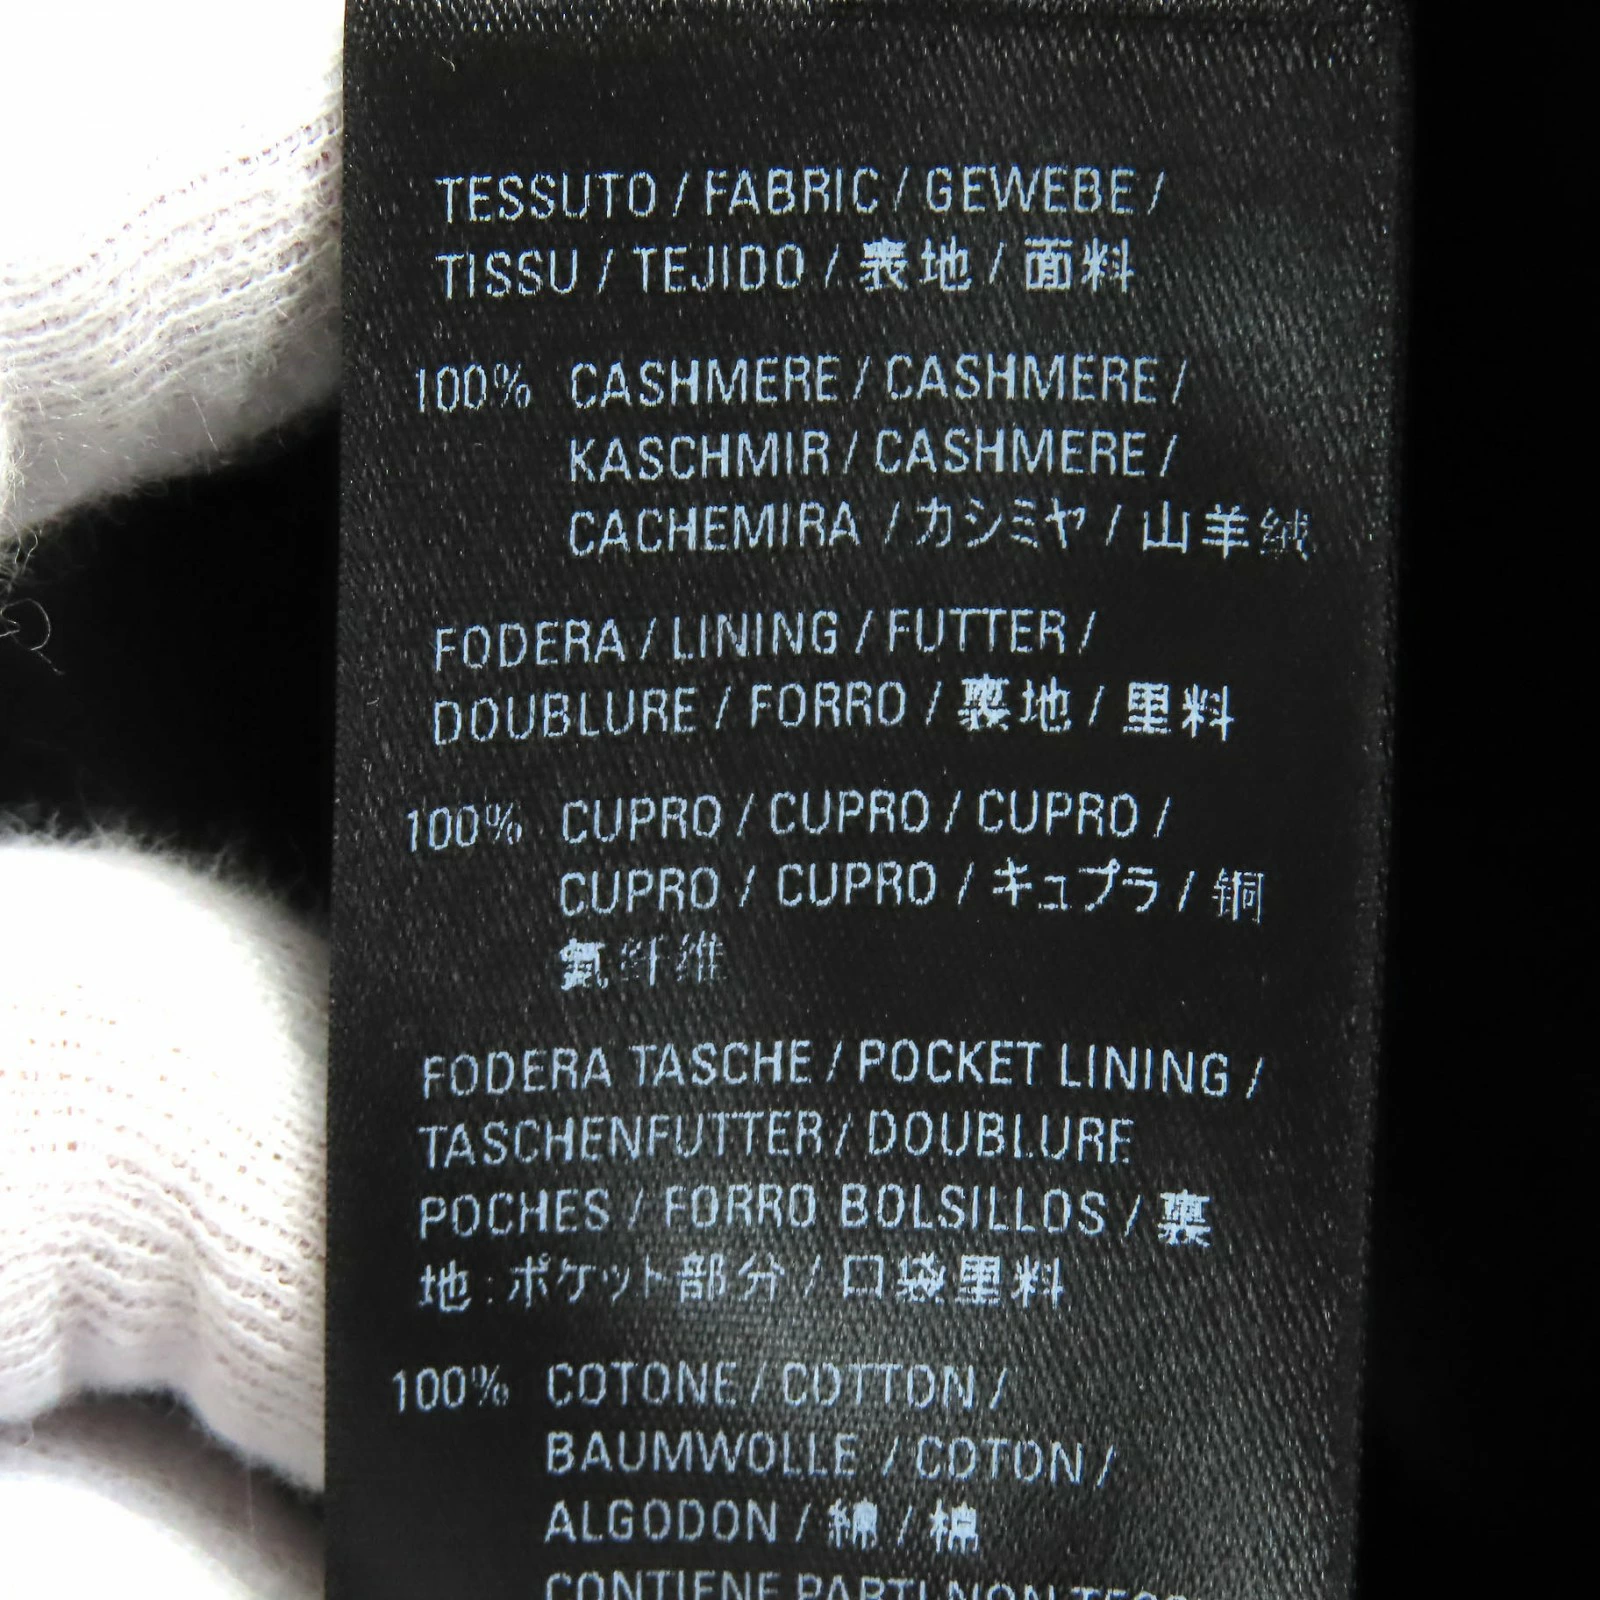 TESSUTO / FABRIC / GEWEBE /
TISSU / TEJIDO / 表地 / 面料
100% CASHMERE / CASHMERE /
KASCHMIR / CASHMERE /
CACHEMIRA / カシミヤ / 山羊绒
FODERA / LINING / FUTTER /
DOUBLURE / FORRO / 裏地 / 里料
100% CUPRO / CUPRO / CUPRO /
CUPRO / CUPRO / キュプラ / 铜
氨纤维
FODERA TASCHE / POCKET LINING /
TASCHENFUTTER / DOUBLURE
POCHES / FORRO BOLSILLOS / 裏
地:ポケット部分 / 口袋里料
100% COTONE / COTTON /
BAUMWOLLE / COTON /
ALGODON / 綿 / 棉
CONTIENE PARTI NON